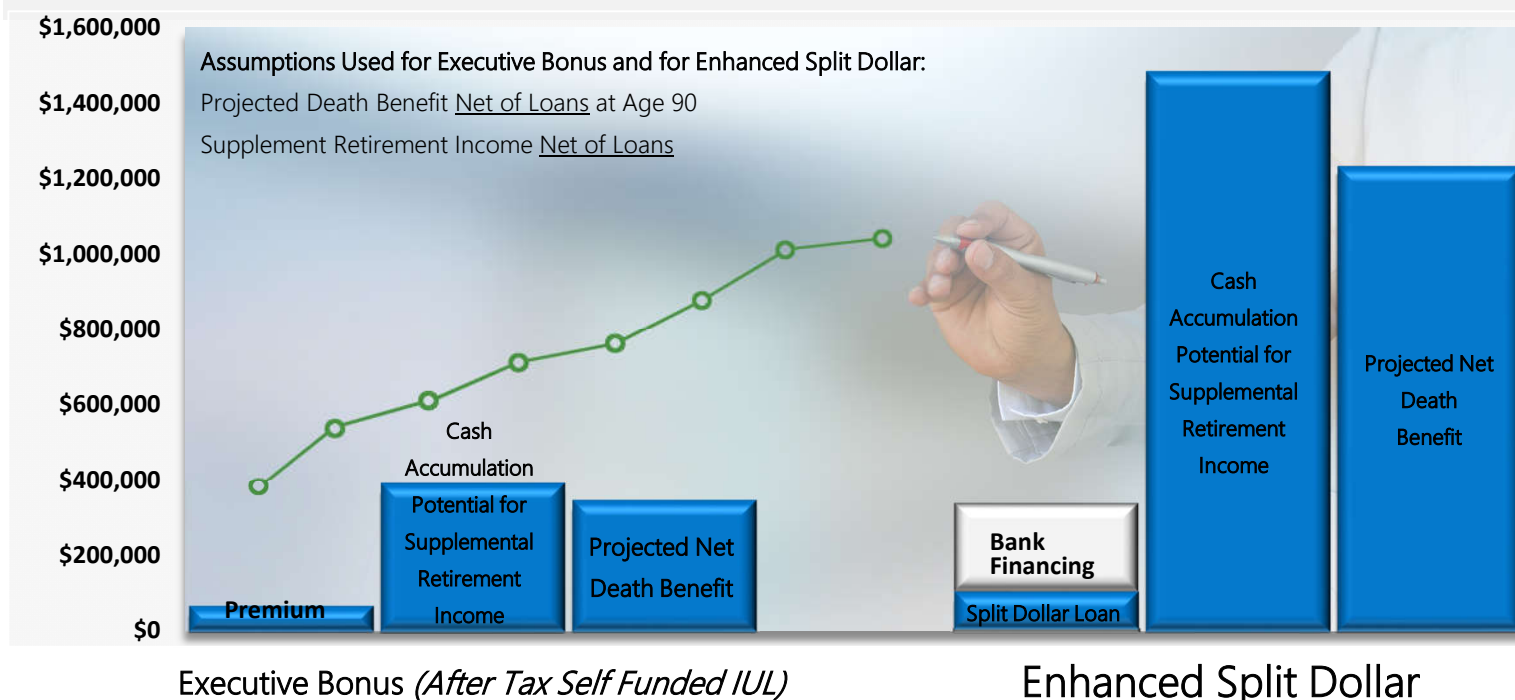 $1,600,000
$1,400,000
$1,200,000
$1,000,000
$800,000
$600,000
$400,000
$200,000
$0
Assumptions Used for Executive Bonus and for Enhanced Split Dollar:
Projected Death Benefit Net of Loans at Age 90
Supplement Retirement Income Net of Loans
Premium
Cash
Accumulation
Potential for
Supplemental
Retirement
Income
Projected Net
Death Benefit
Bank
Financing
Split Dollar Loan
Cash
Accumulation
Potential for
Supplemental
Retirement
Income
Projected Net
Death
Benefit
Executive Bonus (After Tax Self Funded IUL)
Enhanced Split Dollar